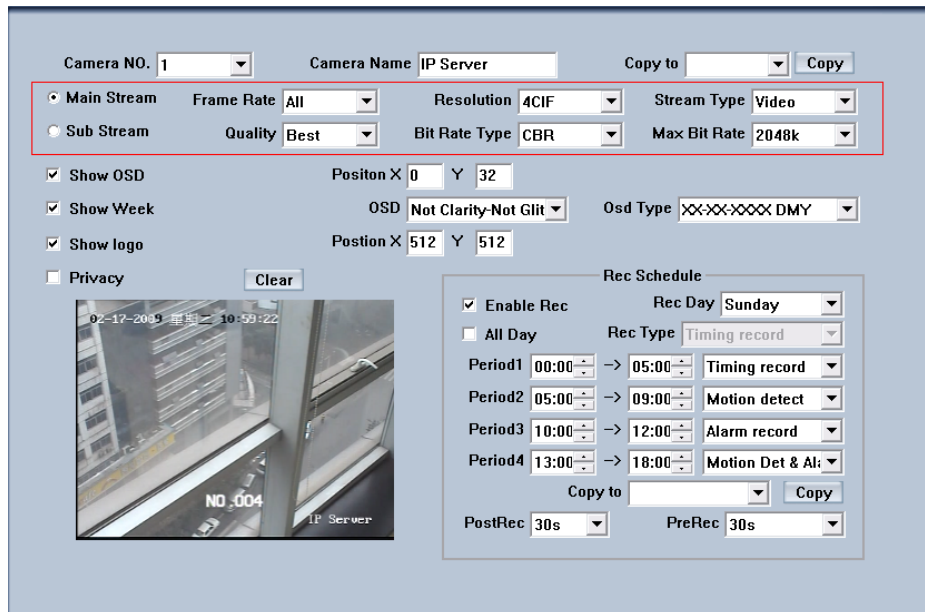 Camera NO. 1 Camera Name IP Server Copy to Copy
Main Stream Frame Rate All Resolution 4CIF Stream Type Video
Sub Stream Quality Best Bit Rate Type CBR Max Bit Rate 2048k
Show OSD Positon X 0 Y 32
Show Week OSD Not Clarity-Not Glit Osd Type XX-XX-XXXX DMY
Show logo Postion X 512 Y 512
Privacy Clear
02-17-2009 星期二 10:59:22
NO .004
IP Server
Rec Schedule
Enable Rec Rec Day Sunday
All Day Rec Type Timing record
Period1 00:00 -> 05:00 Timing record
Period2 05:00 -> 09:00 Motion detect
Period3 10:00 -> 12:00 Alarm record
Period4 13:00 -> 18:00 Motion Det & Ala
Copy to Copy
PostRec 30s PreRec 30s